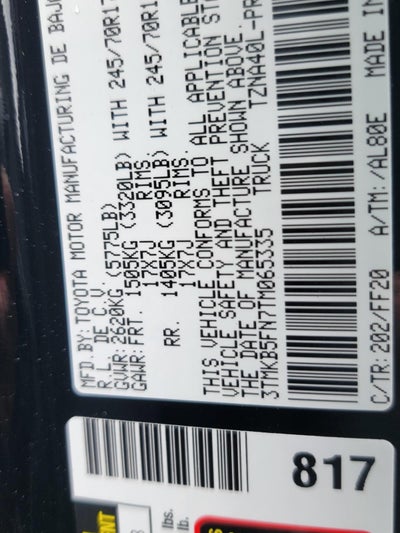 MFD.BY:TOYOTA MOTOR MANUFACTURING DE BAJ
R.L. DE C.V.
GVWR:2620KG (5775LB)
GAWR:FRT. 1505KG (3320LB) WITH 245/70R17
17X7J RIMS
RR. 1405KG (3095LB) WITH 245/70R1
17X7J RIMS
THIS VEHICLE CONFORMS TO ALL APPLICABLE
VEHICLE SAFETY AND THEFT PREVENTION ST
THE DATE OF MANUFACTURE SHOWN ABOVE.
3TMKB5FN7TM065335 TRUCK TZNA40L-PR
C/TR:202/FF20 A/TM:/AL80E MADE IN
817
lbs.
lb.